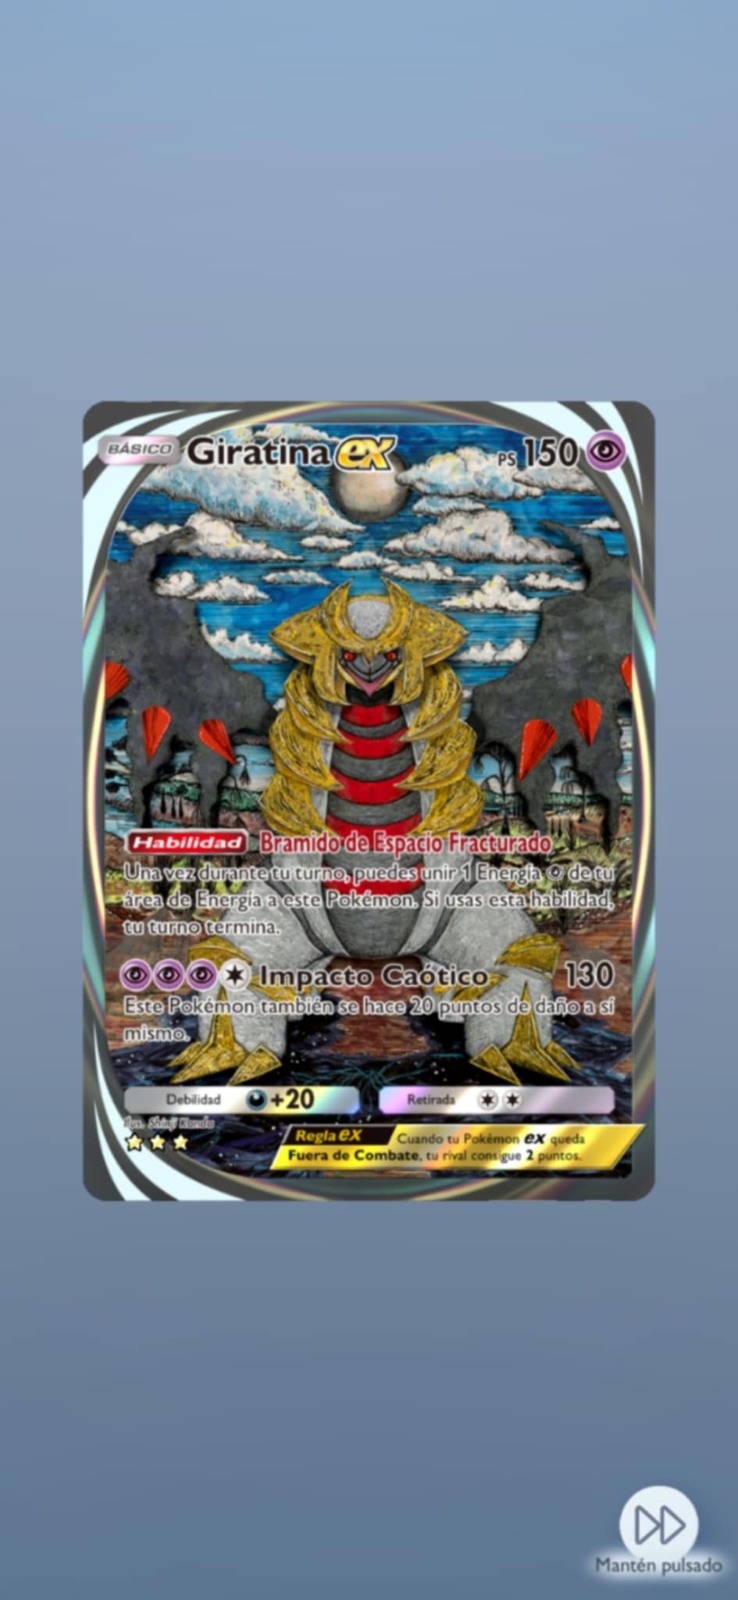 BÁSICO Giratina ex PS 150
Habilidad Bramido de Espacio Fracturado
Una vez durante tu turno, puedes unir 1 Energía de tu
área de Energía a este Pokémon. Si usas esta habilidad,
tu turno termina.
Impacto Caótico 130
Este Pokémon también se hace 20 puntos de daño a sí
mismo.
Debilidad +20 Retirada
Ilus. Shinji Kanda
Regla ex Cuando tu Pokémon ex queda
Fuera de Combate, tu rival consigue 2 puntos.
Mantén pulsado